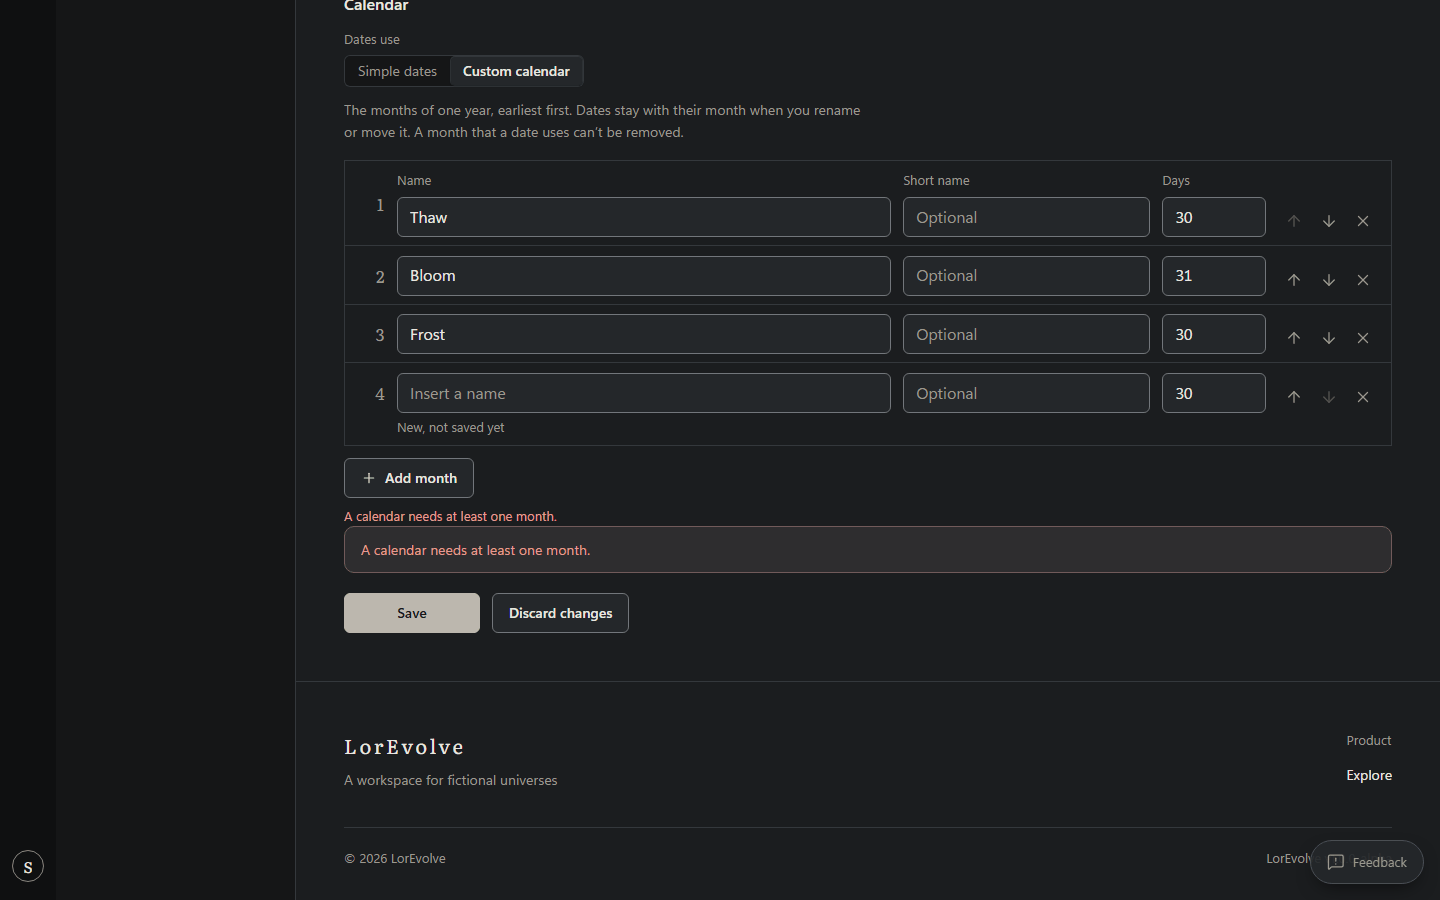 Calendar
Dates use
Simple dates
Custom calendar
The months of one year, earliest first. Dates stay with their month when you rename
or move it. A month that a date uses can't be removed.
Name
Short name
Days
1
Thaw
Optional
30
2
Bloom
Optional
31
3
Frost
Optional
30
4
Insert a name
Optional
30
New, not saved yet
Add month
A calendar needs at least one month.
A calendar needs at least one month.
Save
Discard changes
LorEvolve
A workspace for fictional universes
Product
Explore
© 2026 LorEvolve
Feedback
S